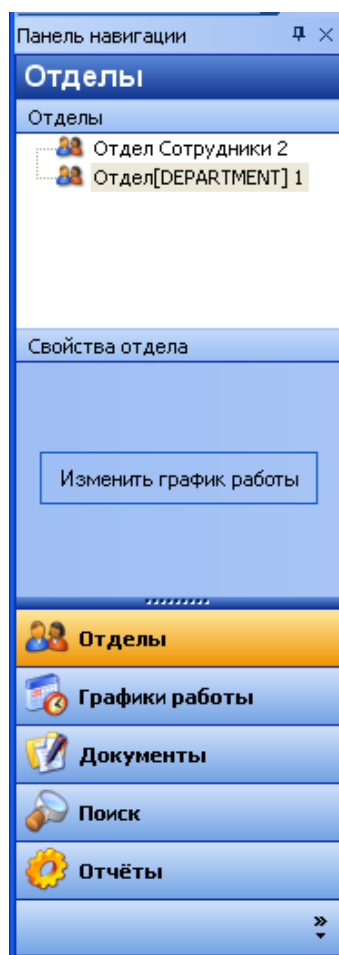 Панель навигации
Отделы
Отделы
Отдел Сотрудники 2
Отдел[DEPARTMENT] 1
Свойства отдела
Изменить график работы
Отделы
Графики работы
Документы
Поиск
Отчёты